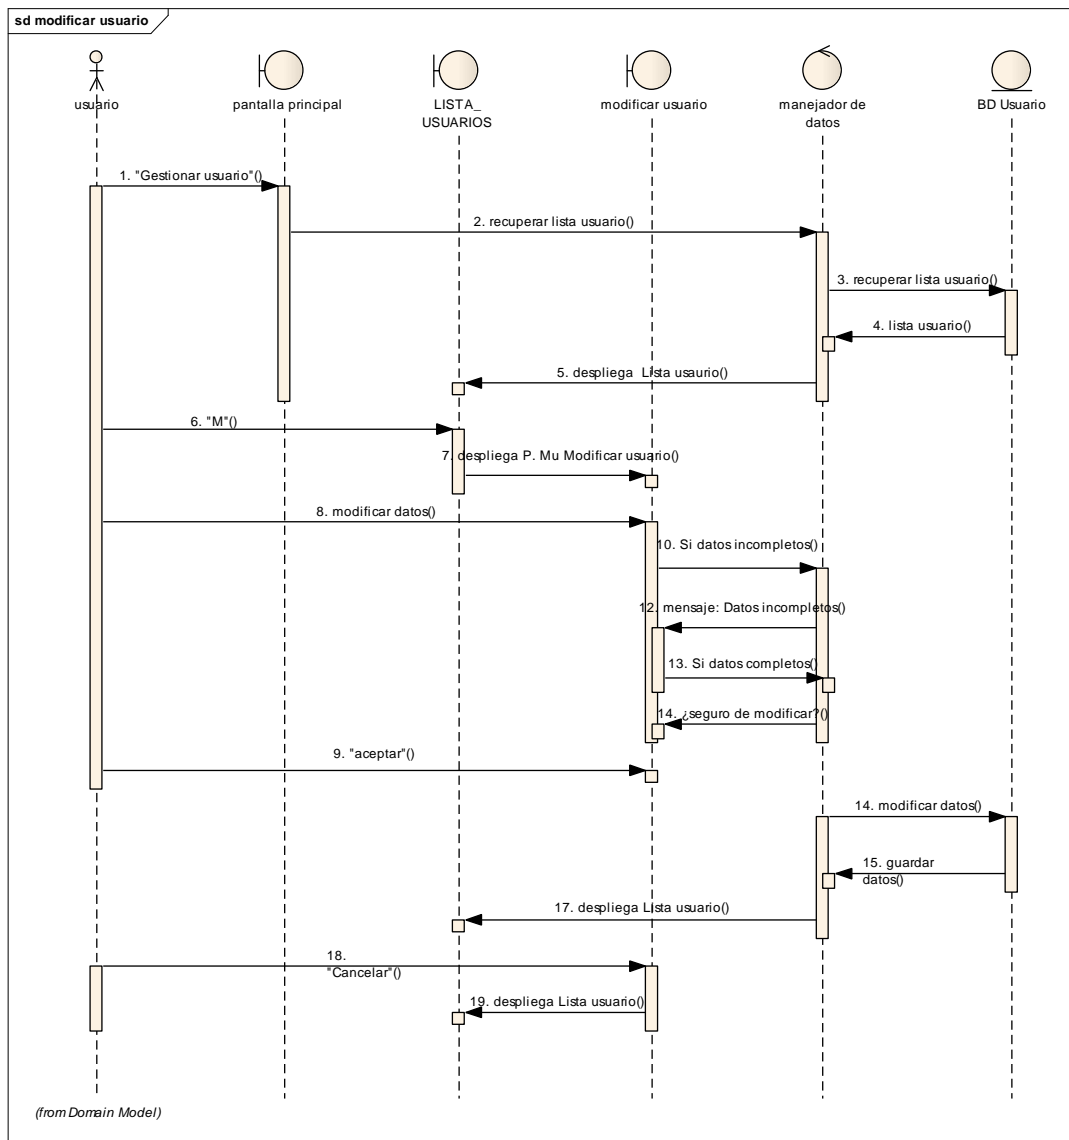 sd modificar usuario
usuario
pantalla principal
LISTA_
USUARIOS
modificar usuario
manejador de
datos
BD Usuario
1. "Gestionar usuario"()
2. recuperar lista usuario()
3. recuperar lista usuario()
4. lista usuario()
5. despliega Lista usaurio()
6. "M"()
7. despliega P. Mu Modificar usuario()
8. modificar datos()
10. Si datos incompletos()
12. mensaje: Datos incompletos()
13. Si datos completos()
14. ¿seguro de modificar?()
9. "aceptar"()
14. modificar datos()
15. guardar
datos()
17. despliega Lista usuario()
18.
"Cancelar"()
19. despliega Lista usuario()
(from Domain Model)